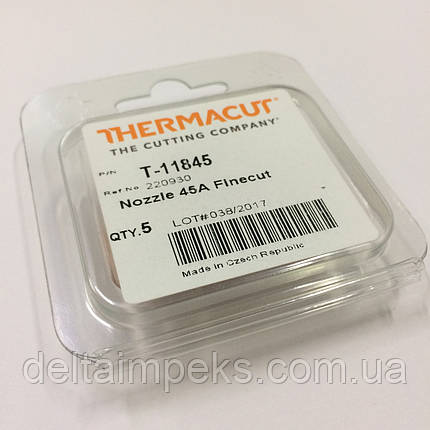 THERMACUT®
THE CUTTING COMPANY®
P/N T-11845
Ref No 220930
Nozzle 45A FInecut
QTY. 5 LOT#038/2017
Made in Czech Republic
deltaimpeks.com.ua